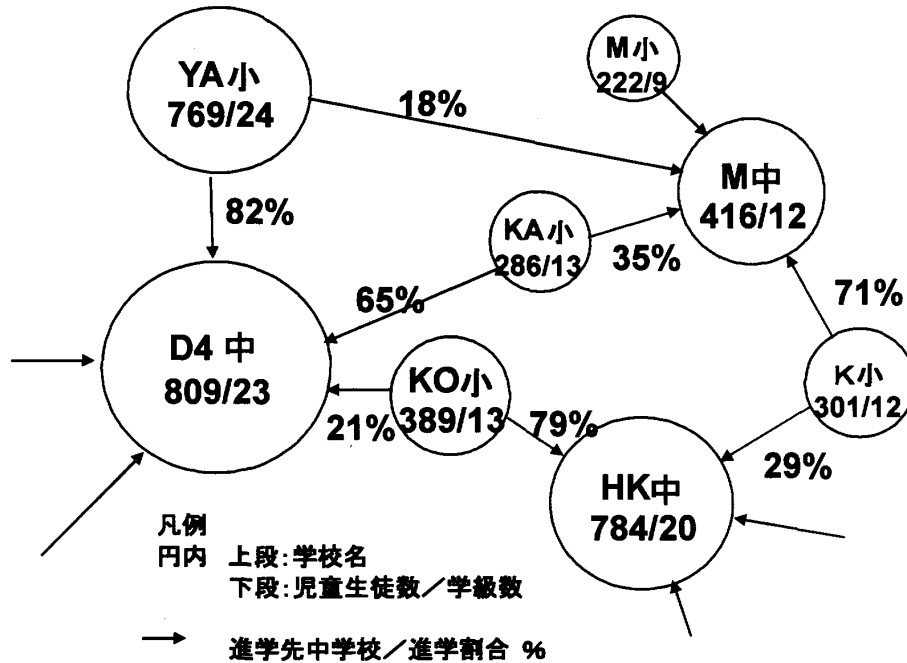 YA小
769/24
M小
222/9
18%
M中
416/12
82%
KA小
286/13
35%
65%
71%
D4 中
809/23
KO小
389/13
K小
301/12
21%
79%
29%
HK中
784/20
凡例
円内 上段:学校名
下段:児童生徒数／学級数
進学先中学校／進学割合 %